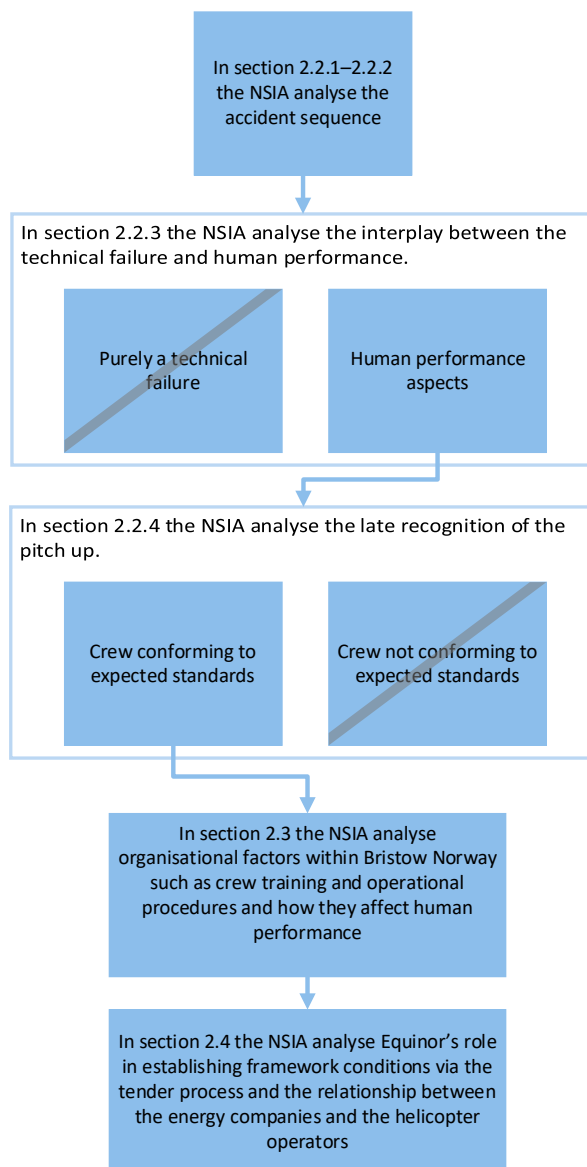 In section 2.2.1–2.2.2
the NSIA analyse the
accident sequence
In section 2.2.3 the NSIA analyse the interplay between the
technical failure and human performance.
Purely a technical
failure
Human performance
aspects
In section 2.2.4 the NSIA analyse the late recognition of the
pitch up.
Crew conforming to
expected standards
Crew not conforming to
expected standards
In section 2.3 the NSIA analyse
organisational factors within Bristow Norway
such as crew training and operational
procedures and how they affect human
performance
In section 2.4 the NSIA analyse Equinor’s role
in establishing framework conditions via the
tender process and the relationship between
the energy companies and the helicopter
operators